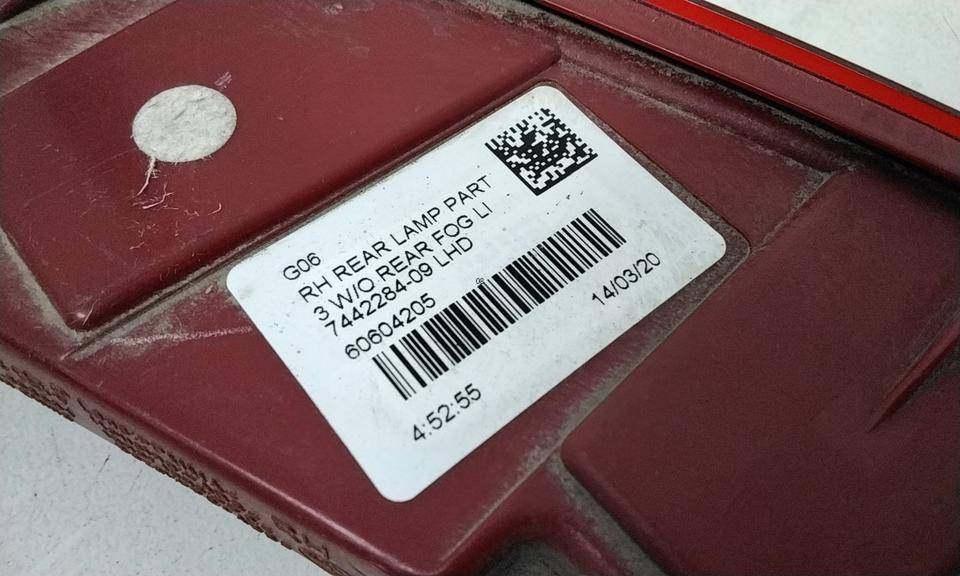 G06
RH REAR LAMP PART
3 W/O REAR FOG LI
7442284-09 LHD
60604205
14/03/20
4:52:55